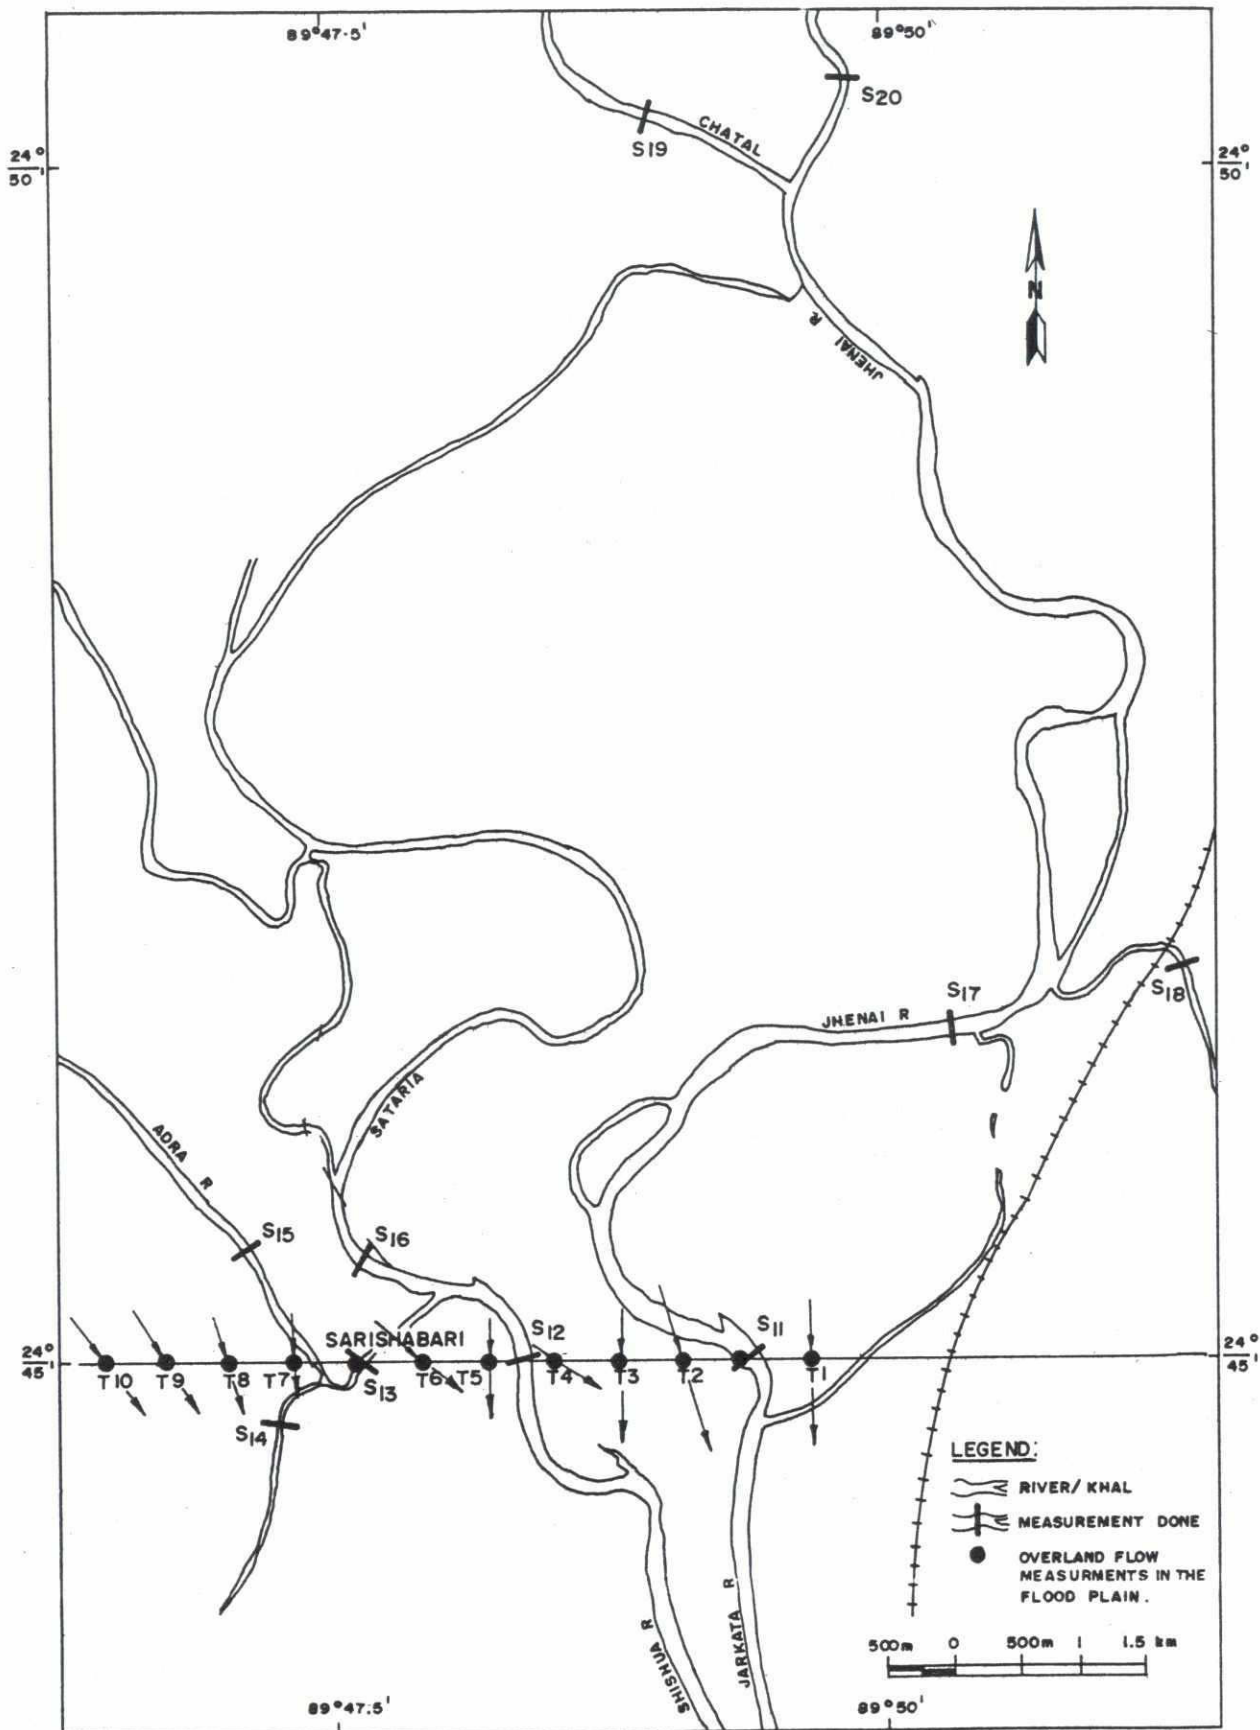 89°47·5' 89°50'
S20
CHATAL
S19
24°
50'
24°
50'
N
JHENAI R
S17
S18
JHENAI R
SATARIA
ADRA R
S15
S16
SARISHABARI
S12
S11
24°
45'
24°
45'
T10 T9 T8 T7 S13 T6 T5 T4 T3 T2 T1
S14
LEGEND:
RIVER/ KHAL
MEASUREMENT DONE
OVERLAND FLOW
MEASURMENTS IN THE
FLOOD PLAIN.
SHISHUA R
JARKATA R
500m 0 500m 1 1.5 km
89°47:5' 89°50'